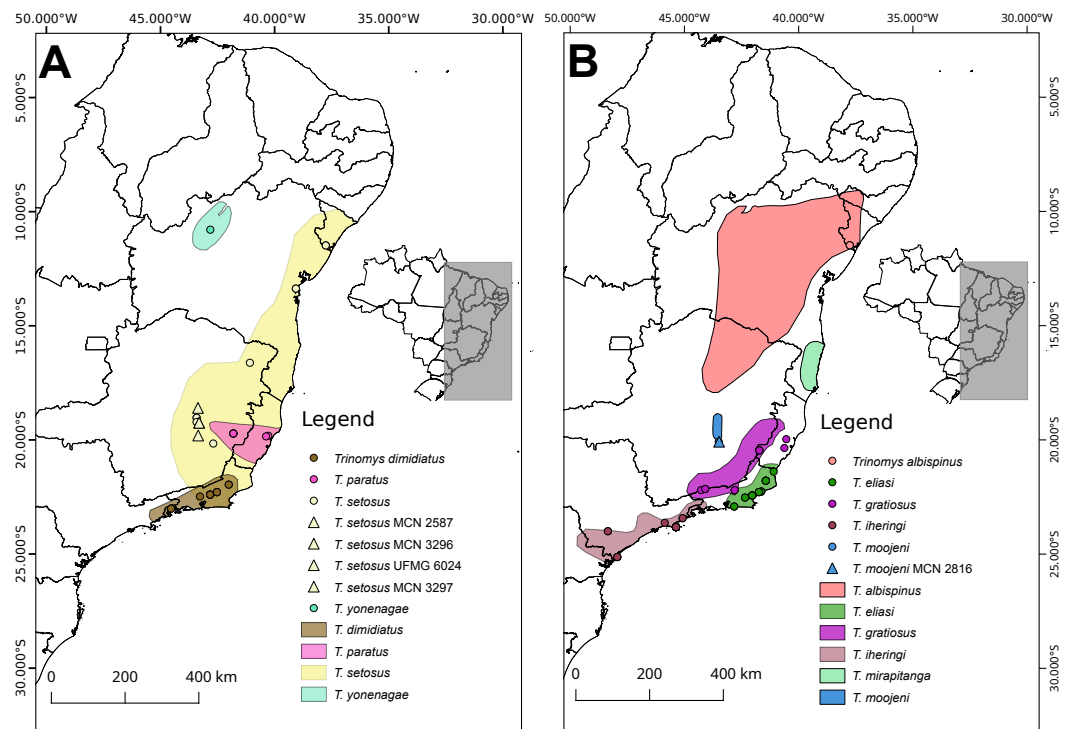 50.000°W 45.000°W 40.000°W 30.000°W
50.000°W 45.000°W 40.000°W 30.000°W
A
5.000°S
10.000°S
15.000°S
20.000°S
25.000°S
30.000°S
Legend
Trinomys dimidiatus
T. paratus
T. setosus
T. setosus MCN 2587
T. setosus MCN 3296
T. setosus UFMG 6024
T. setosus MCN 3297
T. yonenagae
T. dimidiatus
T. paratus
T. setosus
T. yonenagae
0 200 400 km
B
5.000°S
10.000°S
15.000°S
20.000°S
25.000°S
30.000°S
Legend
Trinomys albispinus
T. eliasi
T. gratiosus
T. iheringi
T. moojeni
T. moojeni MCN 2816
T. albispinus
T. eliasi
T. gratiosus
T. iheringi
T. mirapitanga
T. moojeni
0 200 400 km